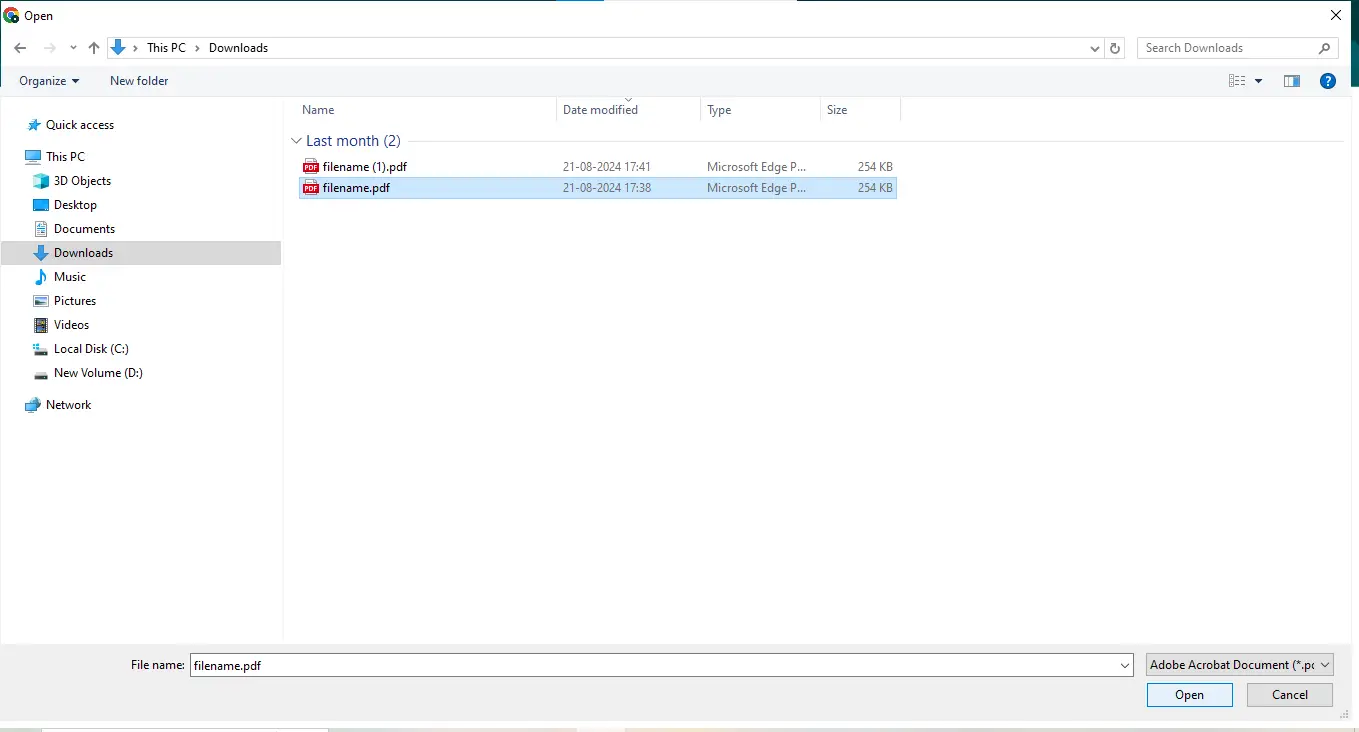 Open
This PC > Downloads
Search Downloads
Organize
New folder
?
Name Date modified Type Size
Quick access
This PC
3D Objects
Desktop
Documents
Downloads
Music
Pictures
Videos
Local Disk (C:)
New Volume (D:)
Network
Last month (2)
PDF filename (1).pdf 21-08-2024 17:41 Microsoft Edge P... 254 KB
PDF filename.pdf 21-08-2024 17:38 Microsoft Edge P... 254 KB
File name: filename.pdf
Adobe Acrobat Document (*.pc
Open Cancel